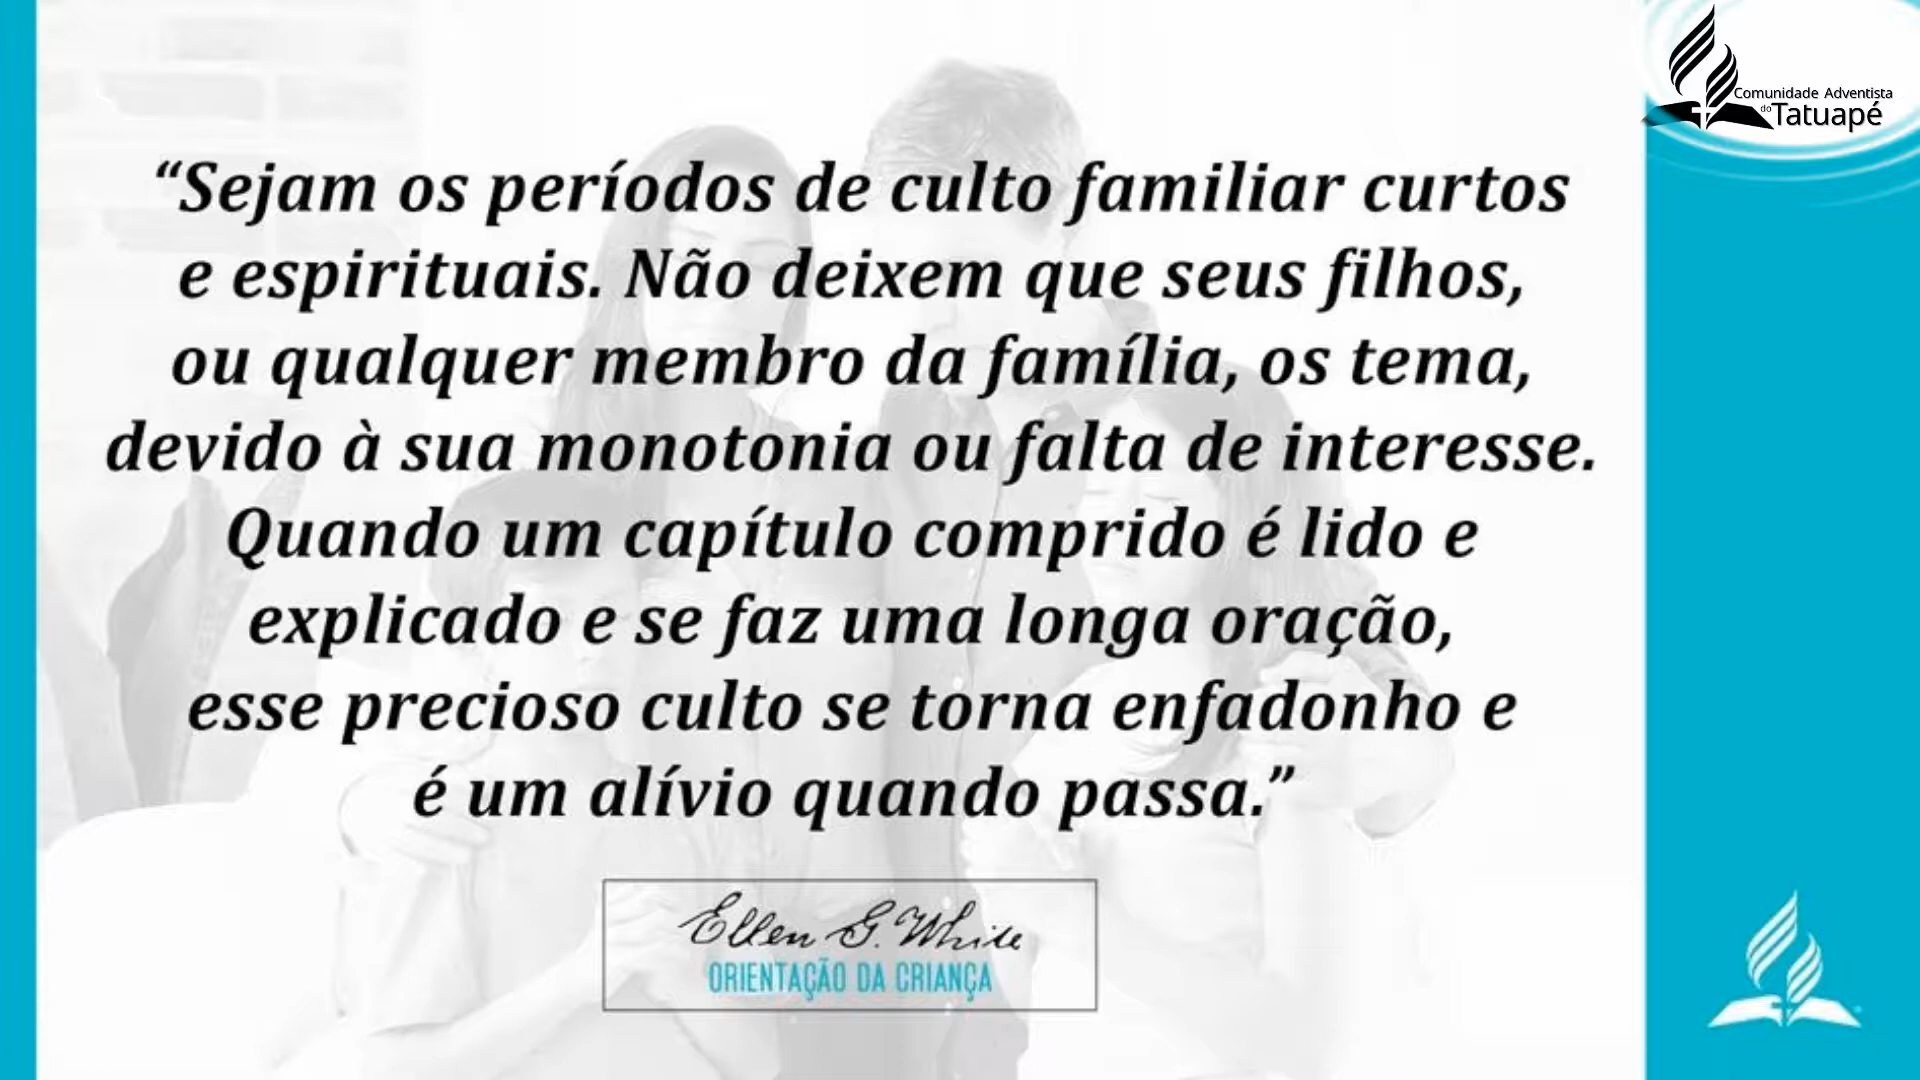 Comunidade Adventista
do Tatuapé
“Sejam os períodos de culto familiar curtos
e espirituais. Não deixem que seus filhos,
ou qualquer membro da família, os tema,
devido à sua monotonia ou falta de interesse.
Quando um capítulo comprido é lido e
explicado e se faz uma longa oração,
esse precioso culto se torna enfadonho e
é um alívio quando passa.”
Ellen G. White
ORIENTAÇÃO DA CRIANÇA